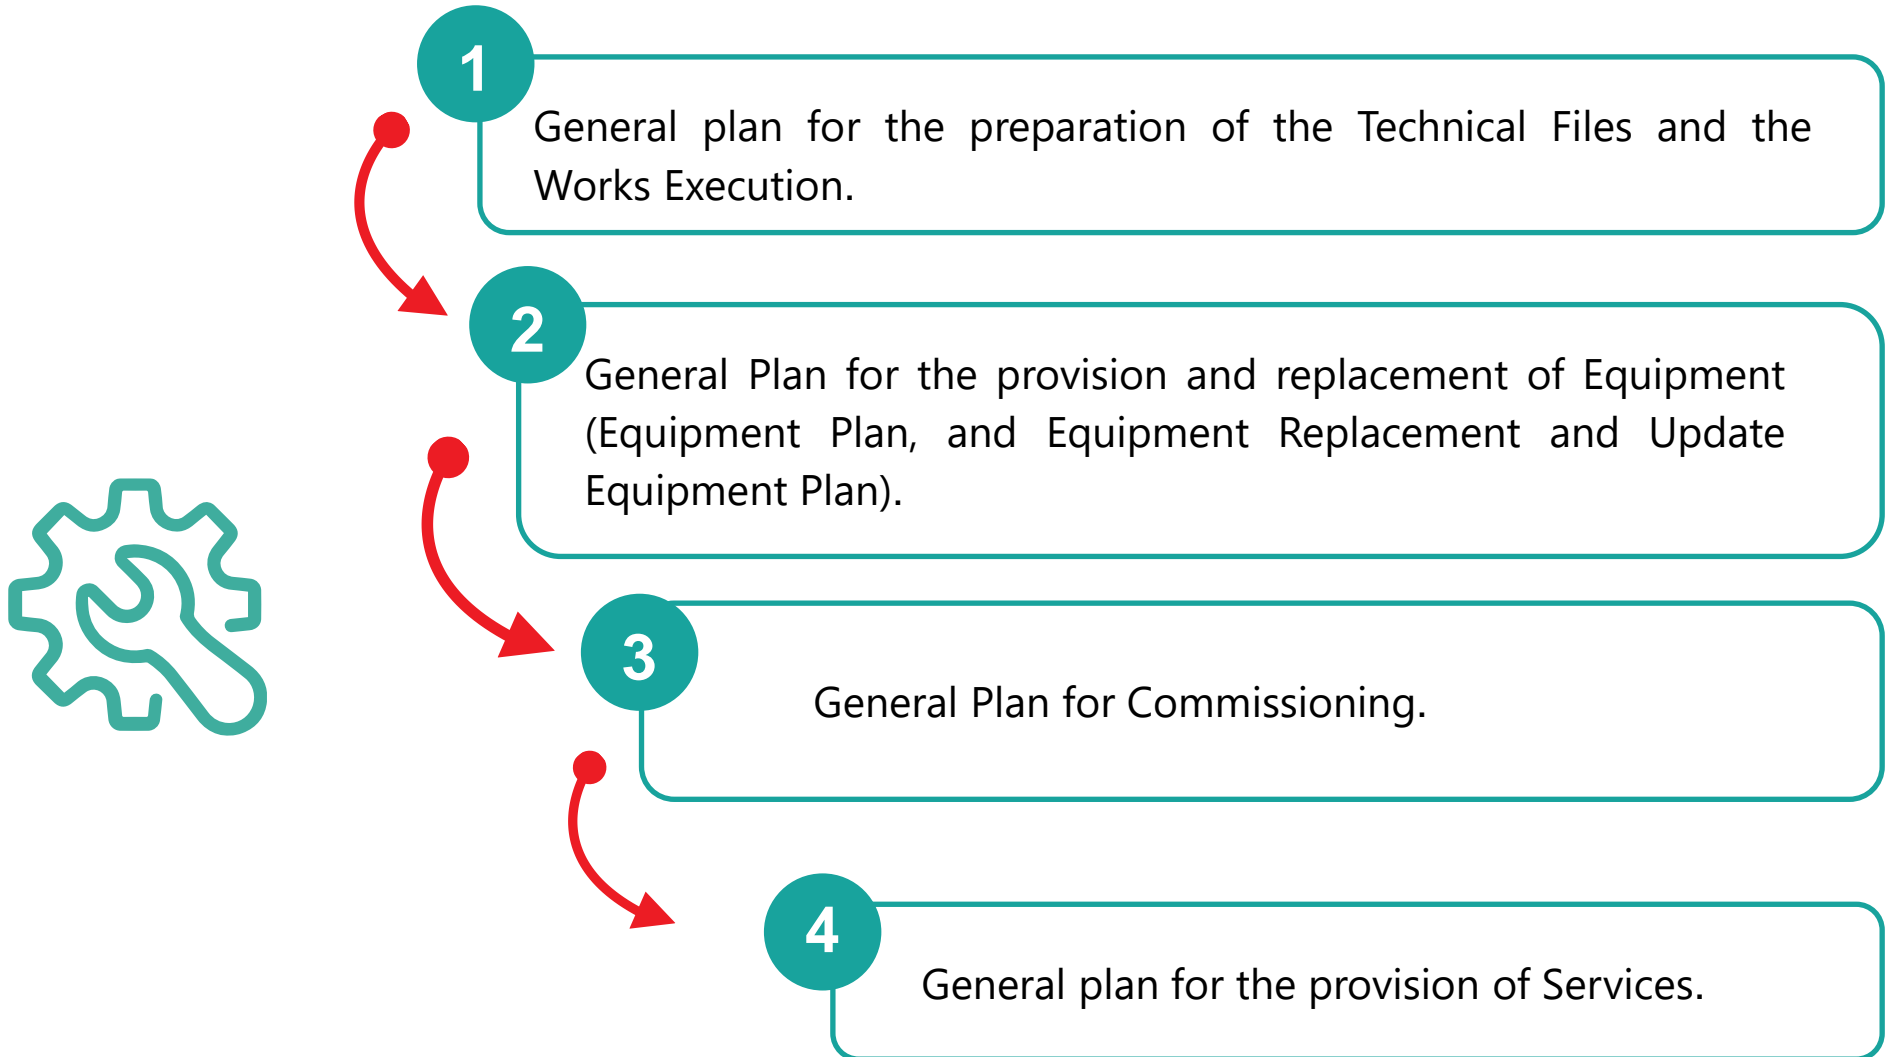 1
General plan for the preparation of the Technical Files and the
Works Execution.
2
General Plan for the provision and replacement of Equipment
(Equipment Plan, and Equipment Replacement and Update
Equipment Plan).
3
General Plan for Commissioning.
4
General plan for the provision of Services.